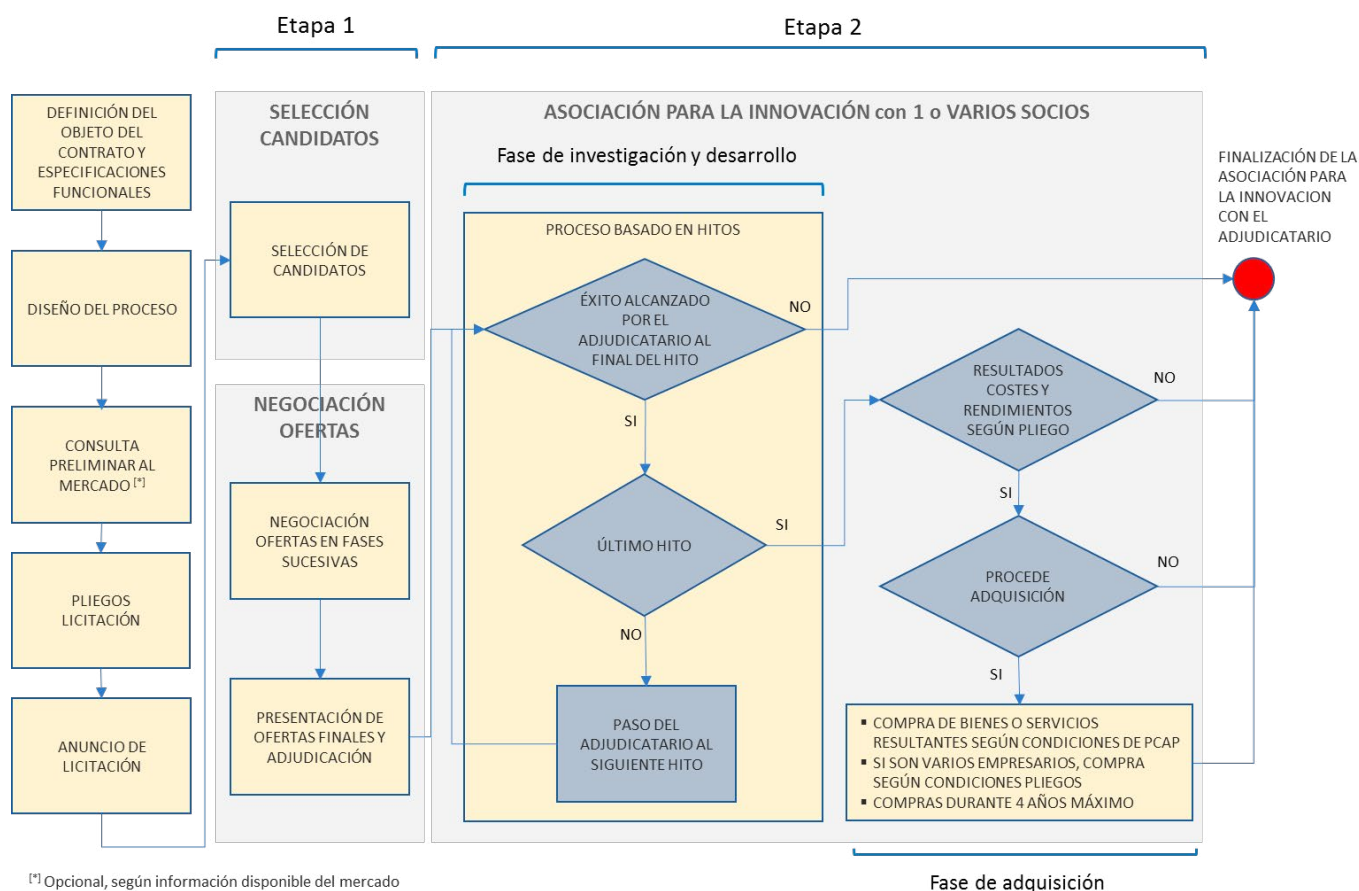 Etapa 1
Etapa 2
DEFINICIÓN DEL
OBJETO DEL
CONTRATO Y
ESPECIFICACIONES
FUNCIONALES
DISEÑO DEL PROCESO
CONSULTA
PRELIMINAR AL
MERCADO [*]
PLIEGOS
LICITACIÓN
ANUNCIO DE
LICITACIÓN
SELECCIÓN
CANDIDATOS
SELECCIÓN DE
CANDIDATOS
NEGOCIACIÓN
OFERTAS
NEGOCIACIÓN
OFERTAS EN FASES
SUCESIVAS
PRESENTACIÓN DE
OFERTAS FINALES Y
ADJUDICACIÓN
ASOCIACIÓN PARA LA INNOVACIÓN con 1 o VARIOS SOCIOS
Fase de investigación y desarrollo
PROCESO BASADO EN HITOS
ÉXITO ALCANZADO
POR EL
ADJUDICATARIO AL
FINAL DEL HITO
NO
SI
ÚLTIMO HITO
SI
NO
PASO DEL
ADJUDICATARIO AL
SIGUIENTE HITO
RESULTADOS
COSTES Y
RENDIMIENTOS
SEGÚN PLIEGO
NO
SI
PROCEDE
ADQUISICIÓN
NO
SI
▪ COMPRA DE BIENES O SERVICIOS
RESULTANTES SEGÚN CONDICIONES DE PCAP
▪ SI SON VARIOS EMPRESARIOS, COMPRA
SEGÚN CONDICIONES PLIEGOS
▪ COMPRAS DURANTE 4 AÑOS MÁXIMO
Fase de adquisición
FINALIZACIÓN DE LA
ASOCIACIÓN PARA
LA INNOVACION
CON EL
ADJUDICATARIO
[*] Opcional, según información disponible del mercado